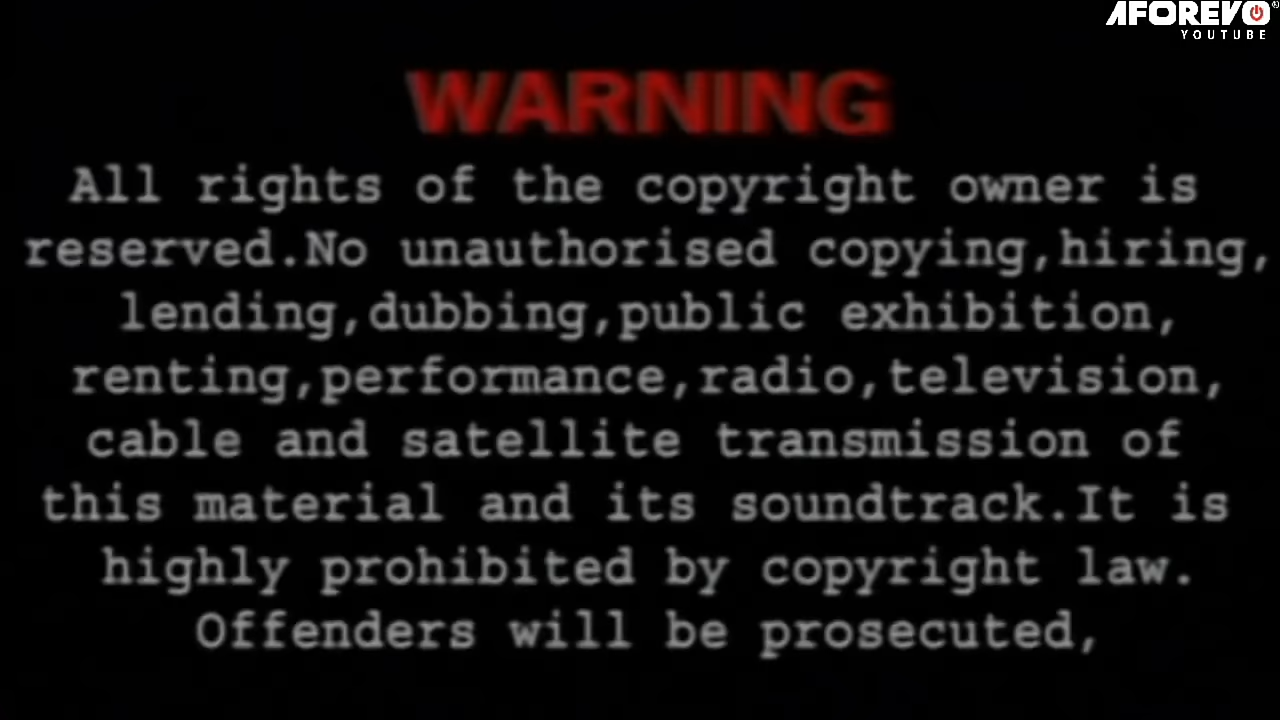 AFOREVO
YOUTUBE
WARNING
All rights of the copyright owner is
reserved.No unauthorised copying,hiring,
lending,dubbing,public exhibition,
renting,performance,radio,television,
cable and satellite transmission of
this material and its soundtrack.It is
highly prohibited by copyright law.
Offenders will be prosecuted,